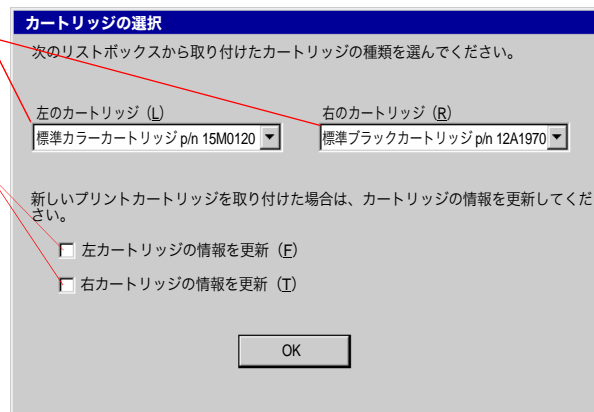 カートリッジの選択
次のリストボックスから取り付けたカートリッジの種類を選んでください。
左のカートリッジ（L） 右のカートリッジ（R）
標準カラーカートリッジ p/n 15M0120 標準ブラックカートリッジ p/n 12A1970
新しいプリントカートリッジを取り付けた場合は、カートリッジの情報を更新してくだ
さい。
左カートリッジの情報を更新（F）
右カートリッジの情報を更新（T）
OK